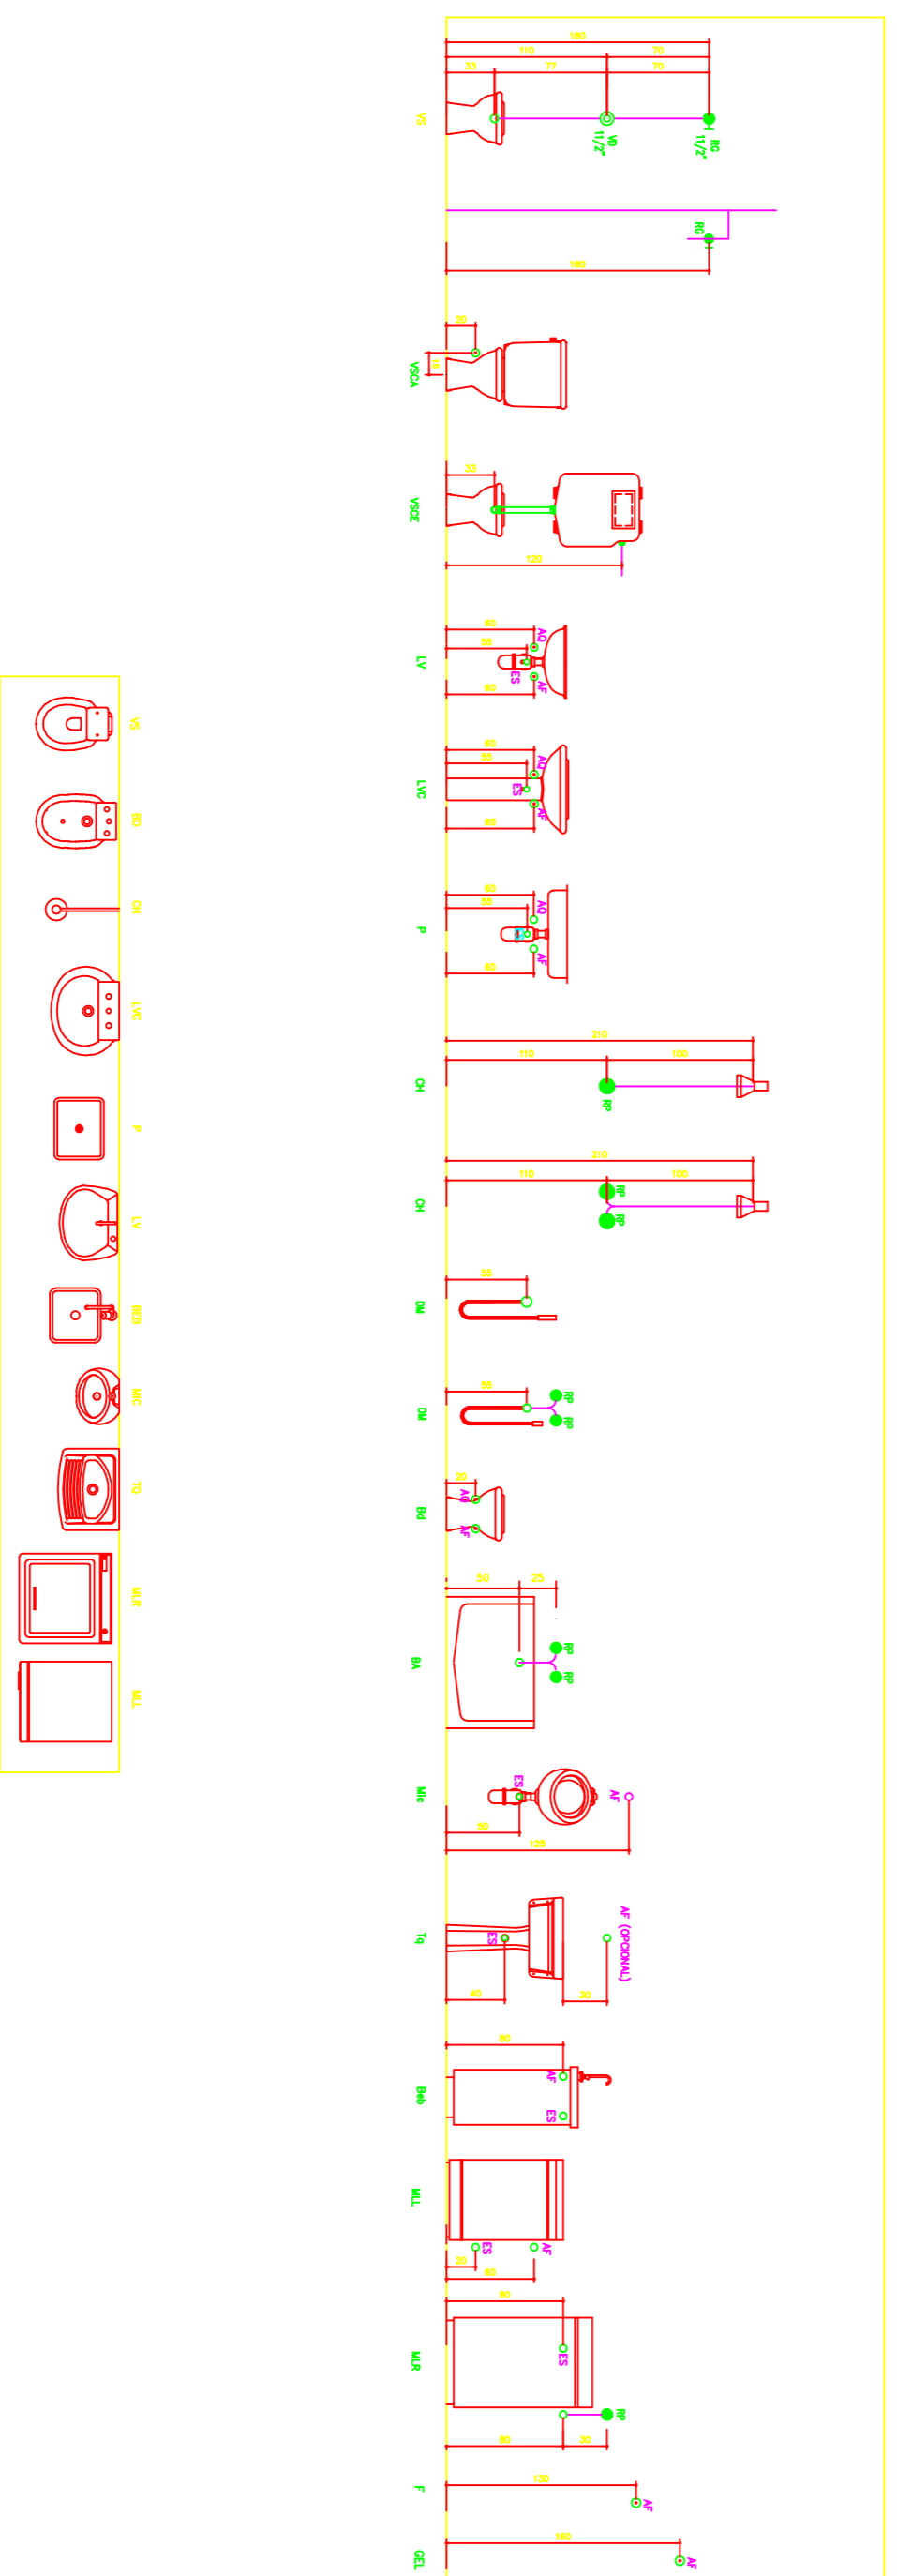 180
110
70
33
77
70
RG
11/2"
VD
11/2"
VS
RG
180
20
15
VSCA
33
120
VSCE
60
55
60
AQ
AF
ES
LV
60
55
60
AQ
AF
ES
LVC
60
55
60
AQ
AF
P
210
110
100
RP
CH
210
110
100
RP
RP
CH
55
DM
55
RP
RP
DM
20
AQ
AF
Bd
50
25
RP
RP
BA
AF
ES
50
125
Mic
AF (OPCIONAL)
ES
40
30
Tq
80
AF
ES
Beb
AF
ES
20
60
MLL
80
ES
RP
80
30
MLR
130
AF
F
160
AF
GEL
VS
BD
CH
LVC
P
LV
BEB
MIC
TQ
MLR
MLL